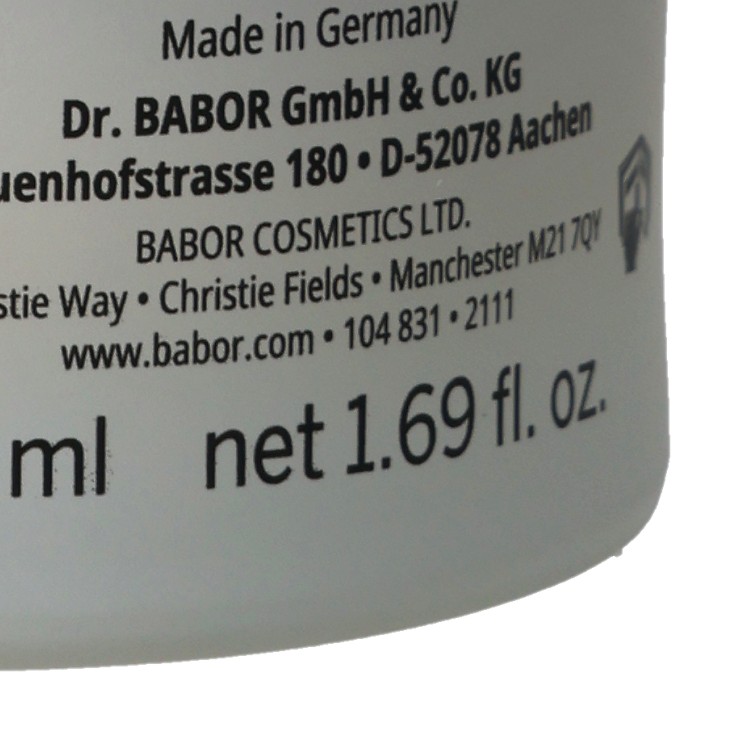 Made in Germany
Dr. BABOR GmbH & Co. KG
uenhofstrasse 180 • D-52078 Aachen
BABOR COSMETICS LTD.
stie Way • Christie Fields • Manchester M21 7QY
www.babor.com • 104 831 • 2111
ml net 1.69 fl. oz.